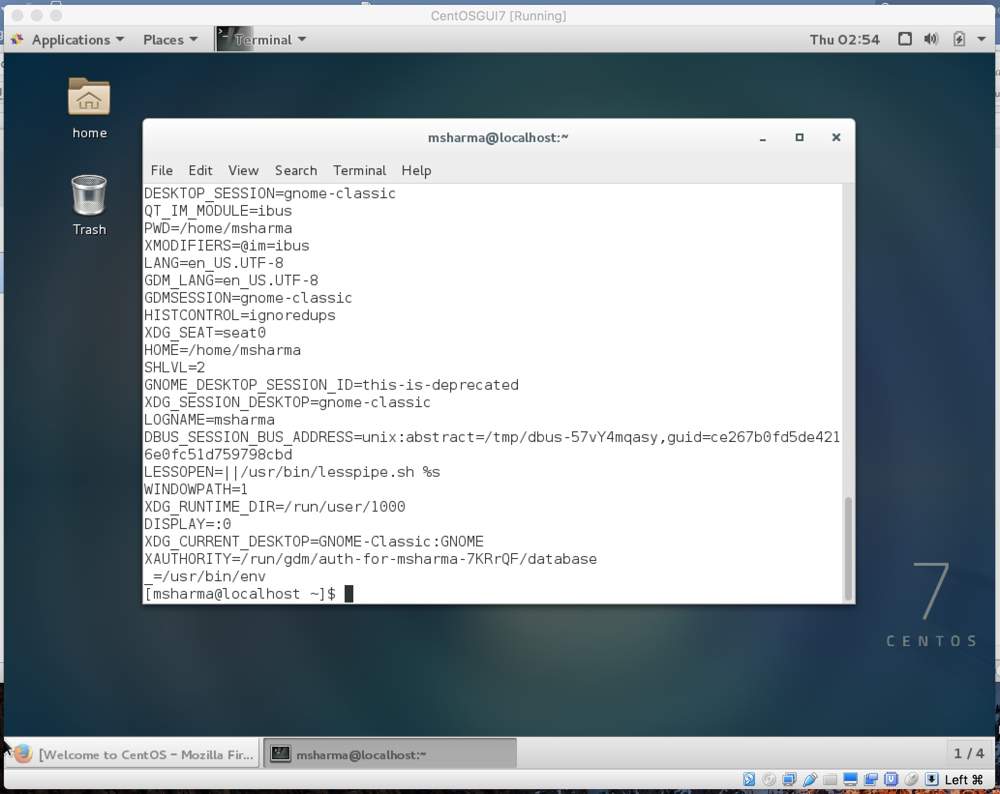 CentOSGUI7 [Running]
Applications Places Terminal Thu 02:54
home
Trash
msharma@localhost:~
File Edit View Search Terminal Help
DESKTOP_SESSION=gnome-classic
QT_IM_MODULE=ibus
PWD=/home/msharma
XMODIFIERS=@im=ibus
LANG=en_US.UTF-8
GDM_LANG=en_US.UTF-8
GDMSESSION=gnome-classic
HISTCONTROL=ignoredups
XDG_SEAT=seat0
HOME=/home/msharma
SHLVL=2
GNOME_DESKTOP_SESSION_ID=this-is-deprecated
XDG_SESSION_DESKTOP=gnome-classic
LOGNAME=msharma
DBUS_SESSION_BUS_ADDRESS=unix:abstract=/tmp/dbus-57vY4mqasy,guid=ce267b0fd5de421
6e0fc51d759798cbd
LESSOPEN=||/usr/bin/lesspipe.sh %s
WINDOWPATH=1
XDG_RUNTIME_DIR=/run/user/1000
DISPLAY=:0
XDG_CURRENT_DESKTOP=GNOME-Classic:GNOME
XAUTHORITY=/run/gdm/auth-for-msharma-7KRrQF/database
_=/usr/bin/env
[msharma@localhost ~]$
7
CENTOS
[Welcome to CentOS – Mozilla Fir... msharma@localhost:~ 1 / 4
Left ⌘